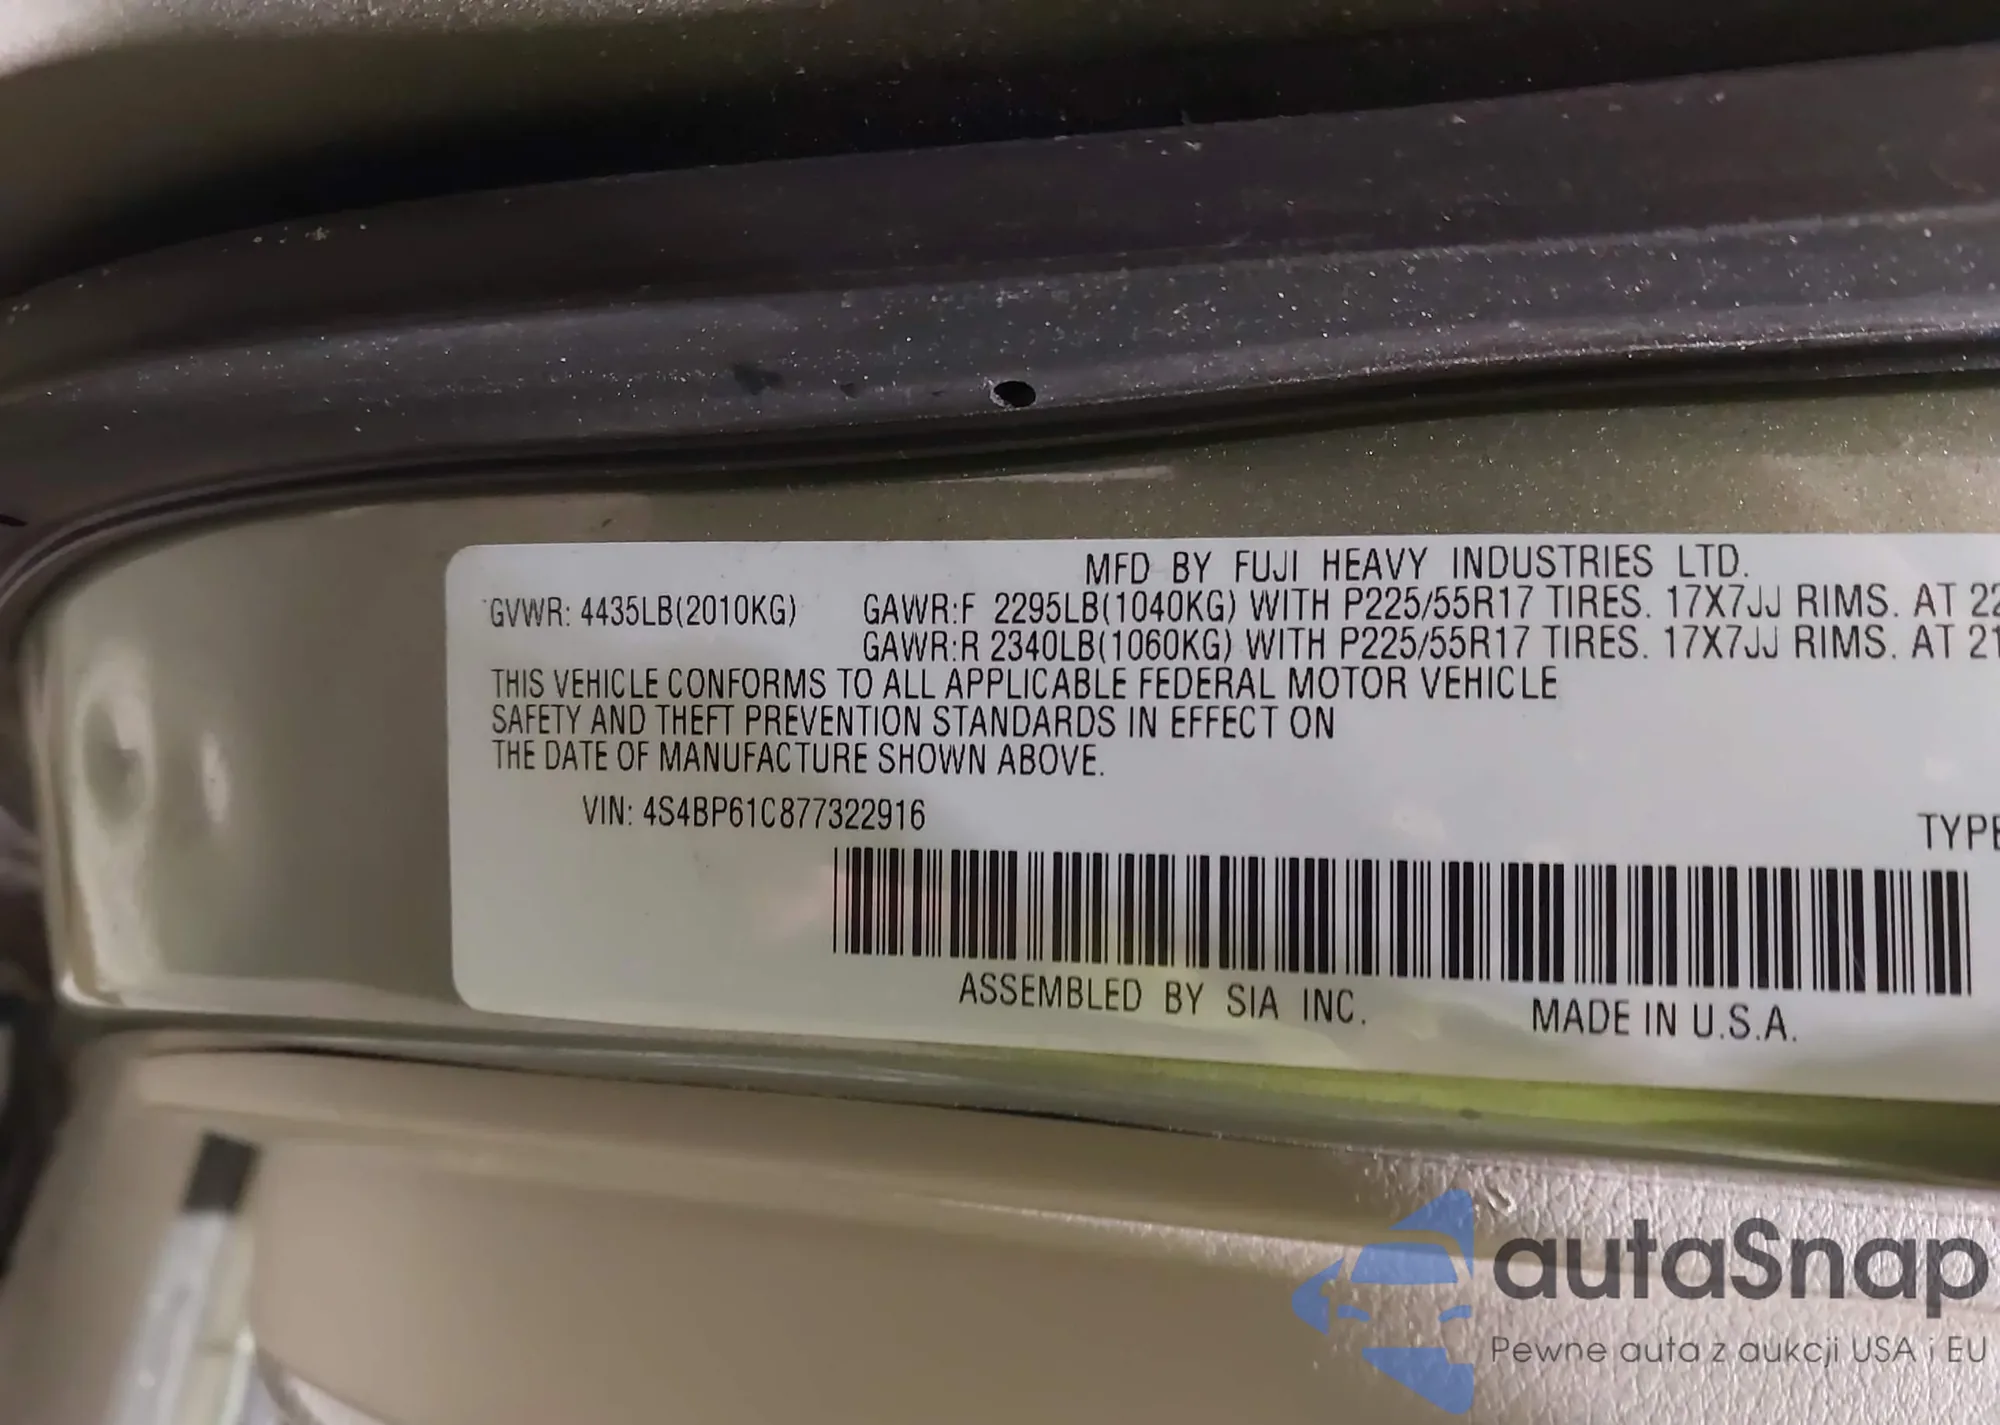 MFD BY FUJI HEAVY INDUSTRIES LTD.
GVWR: 4435LB(2010KG) GAWR:F 2295LB(1040KG) WITH P225/55R17 TIRES. 17X7JJ RIMS. AT 22
GAWR:R 2340LB(1060KG) WITH P225/55R17 TIRES. 17X7JJ RIMS. AT 21
THIS VEHICLE CONFORMS TO ALL APPLICABLE FEDERAL MOTOR VEHICLE
SAFETY AND THEFT PREVENTION STANDARDS IN EFFECT ON
THE DATE OF MANUFACTURE SHOWN ABOVE.
VIN: 4S4BP61C877322916
TYPE
ASSEMBLED BY SIA INC. MADE IN U.S.A.
autaSnap
Pewne auta z aukcji USA i EU